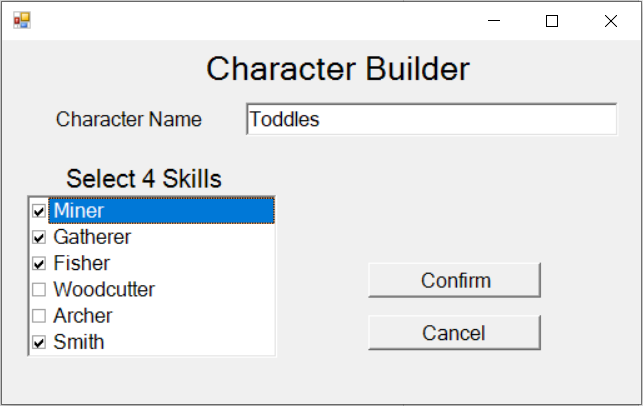 Character Builder
Character Name
Toddles
Select 4 Skills
Miner
Gatherer
Fisher
Woodcutter
Archer
Smith
Confirm
Cancel